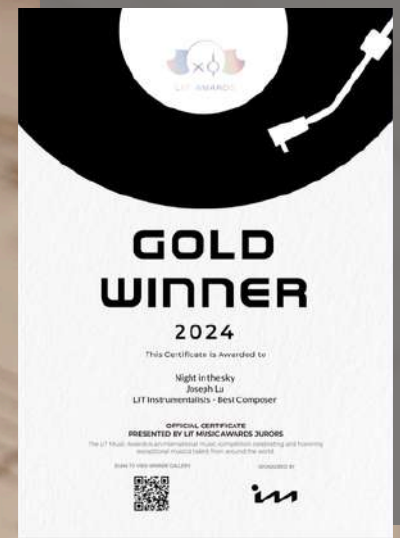 LIT AWARDS
GOLD
WINNER
2024
This Certificate is Awarded to
Night in the sky
Joseph Lu
LIT Instrumentalists - Best Composer
OFFICIAL CERTIFICATE
PRESENTED BY LIT MUSIC AWARDS JURORS
The LIT Music Awards is an international music competition celebrating and honoring
exceptional musical talent from around the world.
SCAN TO VIEW WINNER GALLERY
SPONSORED BY